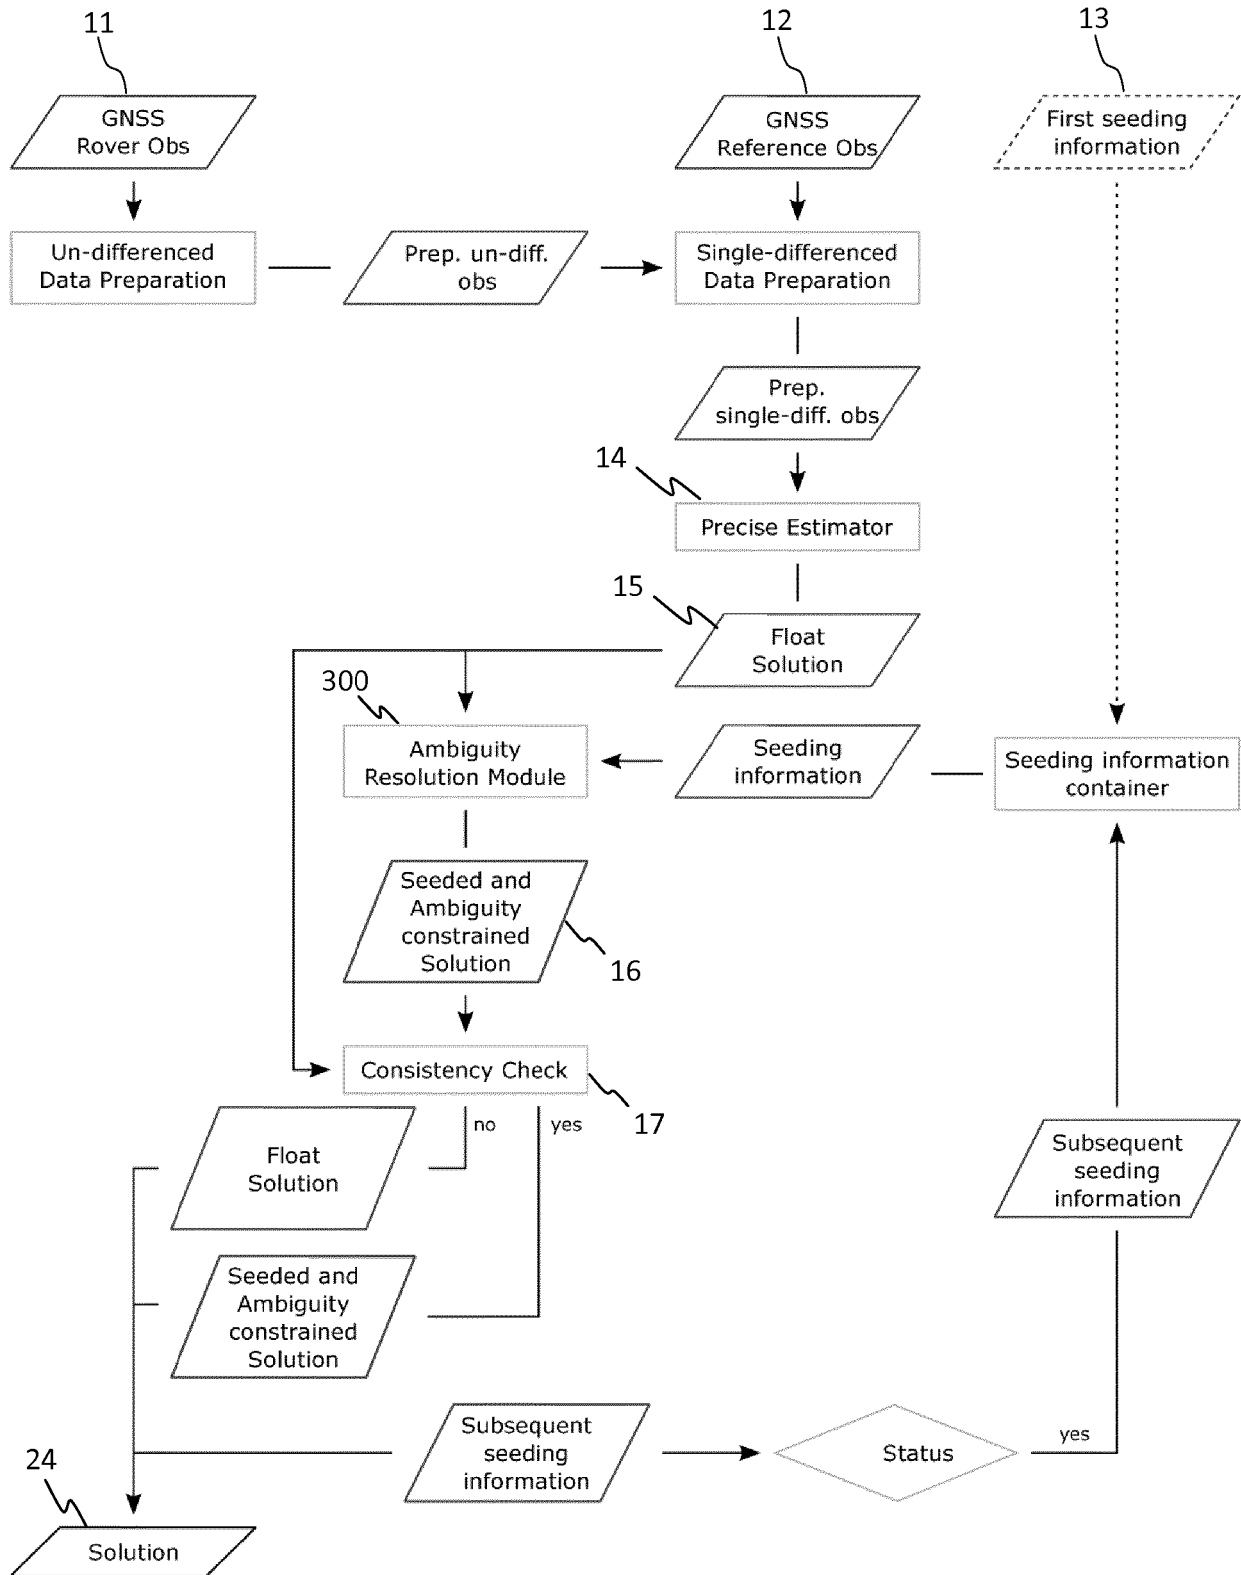 11
12
13
GNSS
Rover Obs
GNSS
Reference Obs
First seeding
information
Un-differenced
Data Preparation
Prep. un-diff.
obs
Single-differenced
Data Preparation
Prep.
single-diff. obs
14
Precise Estimator
15
Float
Solution
300
Ambiguity
Resolution Module
Seeding
information
Seeding information
container
Seeded and
Ambiguity
constrained
Solution
16
Consistency Check
17
no
yes
Float
Solution
Subsequent
seeding
information
Seeded and
Ambiguity
constrained
Solution
Subsequent
seeding
information
Status
yes
24
Solution